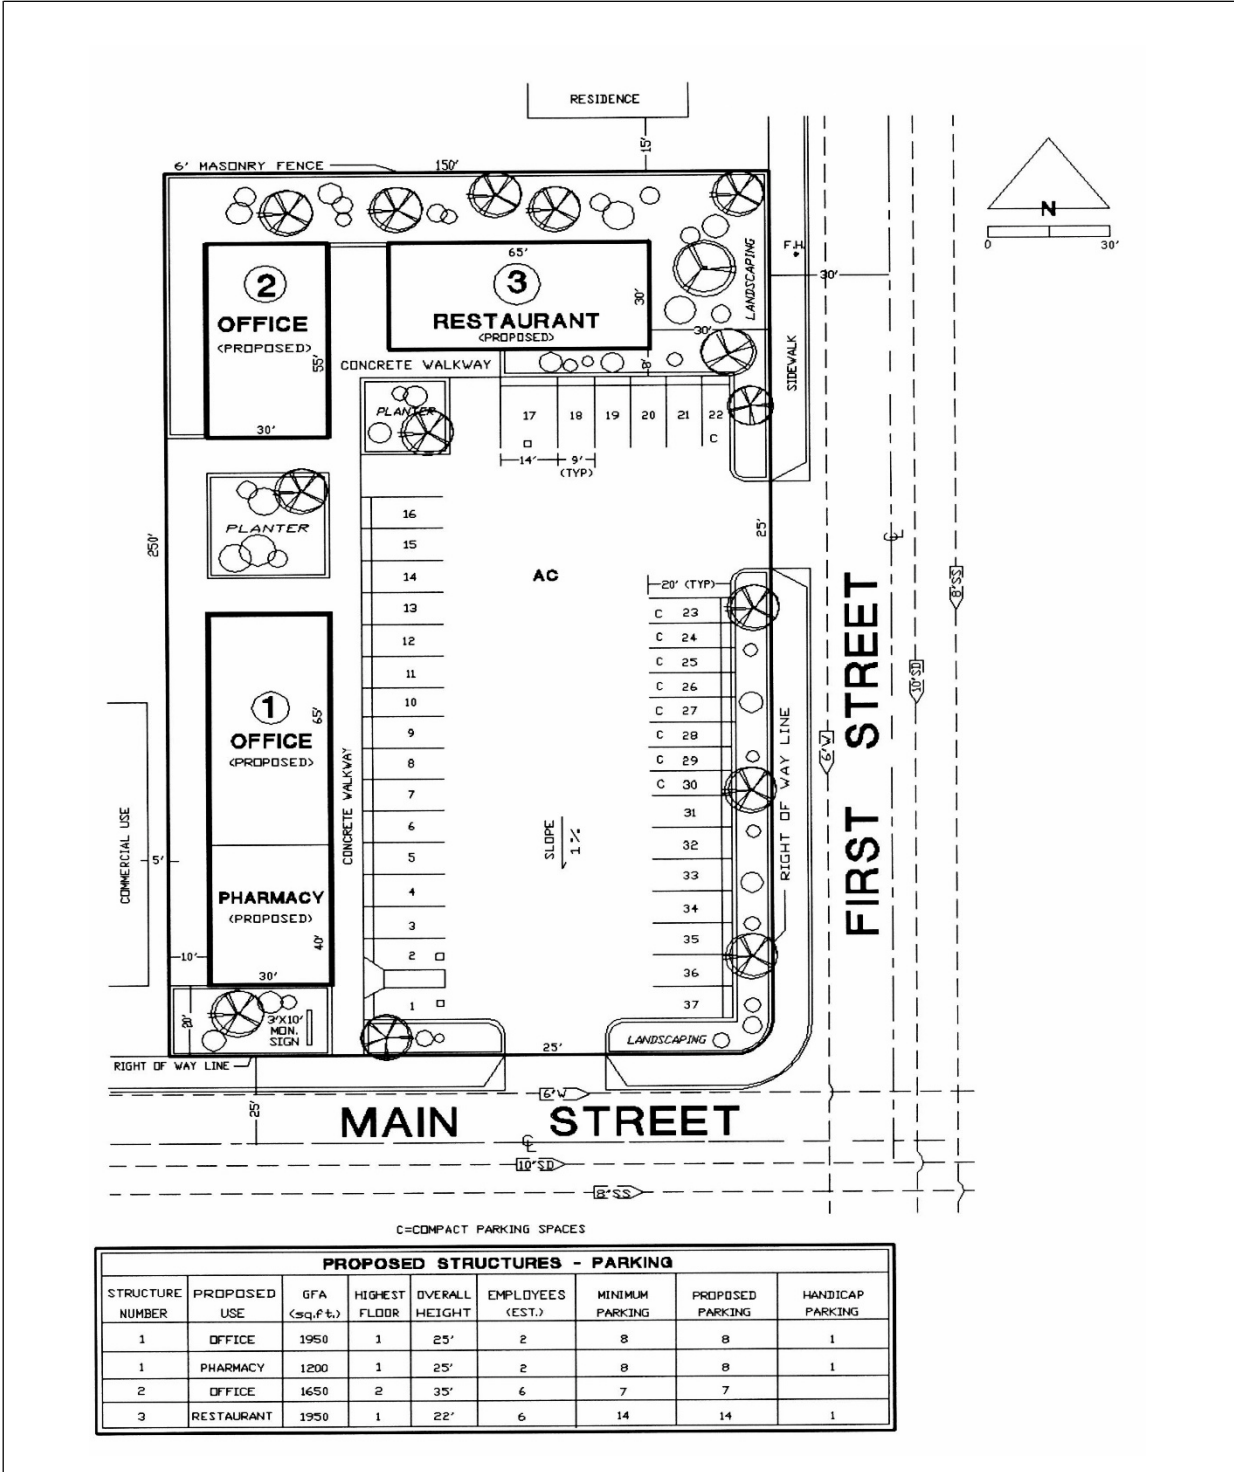 RESIDENCE
15'
6' MASONRY FENCE
150'
N
0 30'
F.H.
30'
LANDSCAPING
2
OFFICE
(PROPOSED)
55'
30'
65'
3
RESTAURANT
(PROPOSED)
30'
30'
8'
CONCRETE WALKWAY
SIDEWALK
PLANTER
17 18 19 20 21 22
C
14' 9'
(TYP)
PLANTER
250'
25'
℄
16
15
14
13
12
11
10
9
8
7
6
5
4
3
2
1
AC
20' (TYP)
C 23
C 24
C 25
C 26
C 27
C 28
C 29
C 30
31
32
33
34
35
36
37
8"SS
10"SD
6"W
FIRST STREET
RIGHT OF WAY LINE
1
OFFICE
(PROPOSED)
65'
CONCRETE WALKWAY
COMMERCIAL USE
5'
SLOPE
1%
PHARMACY
(PROPOSED)
40'
10'
30'
20'
3'X10'
MON.
SIGN
LANDSCAPING
25'
RIGHT OF WAY LINE
25'
6"W
MAIN STREET
℄
10"SD
8"SS
C=COMPACT PARKING SPACES
PROPOSED STRUCTURES - PARKING
STRUCTURE NUMBER PROPOSED USE GFA (sq.ft.) HIGHEST FLOOR OVERALL HEIGHT EMPLOYEES (EST.) MINIMUM PARKING PROPOSED PARKING HANDICAP PARKING
1 OFFICE 1950 1 25' 2 8 8 1
1 PHARMACY 1200 1 25' 2 8 8 1
2 OFFICE 1650 2 35' 6 7 7
3 RESTAURANT 1950 1 22' 6 14 14 1